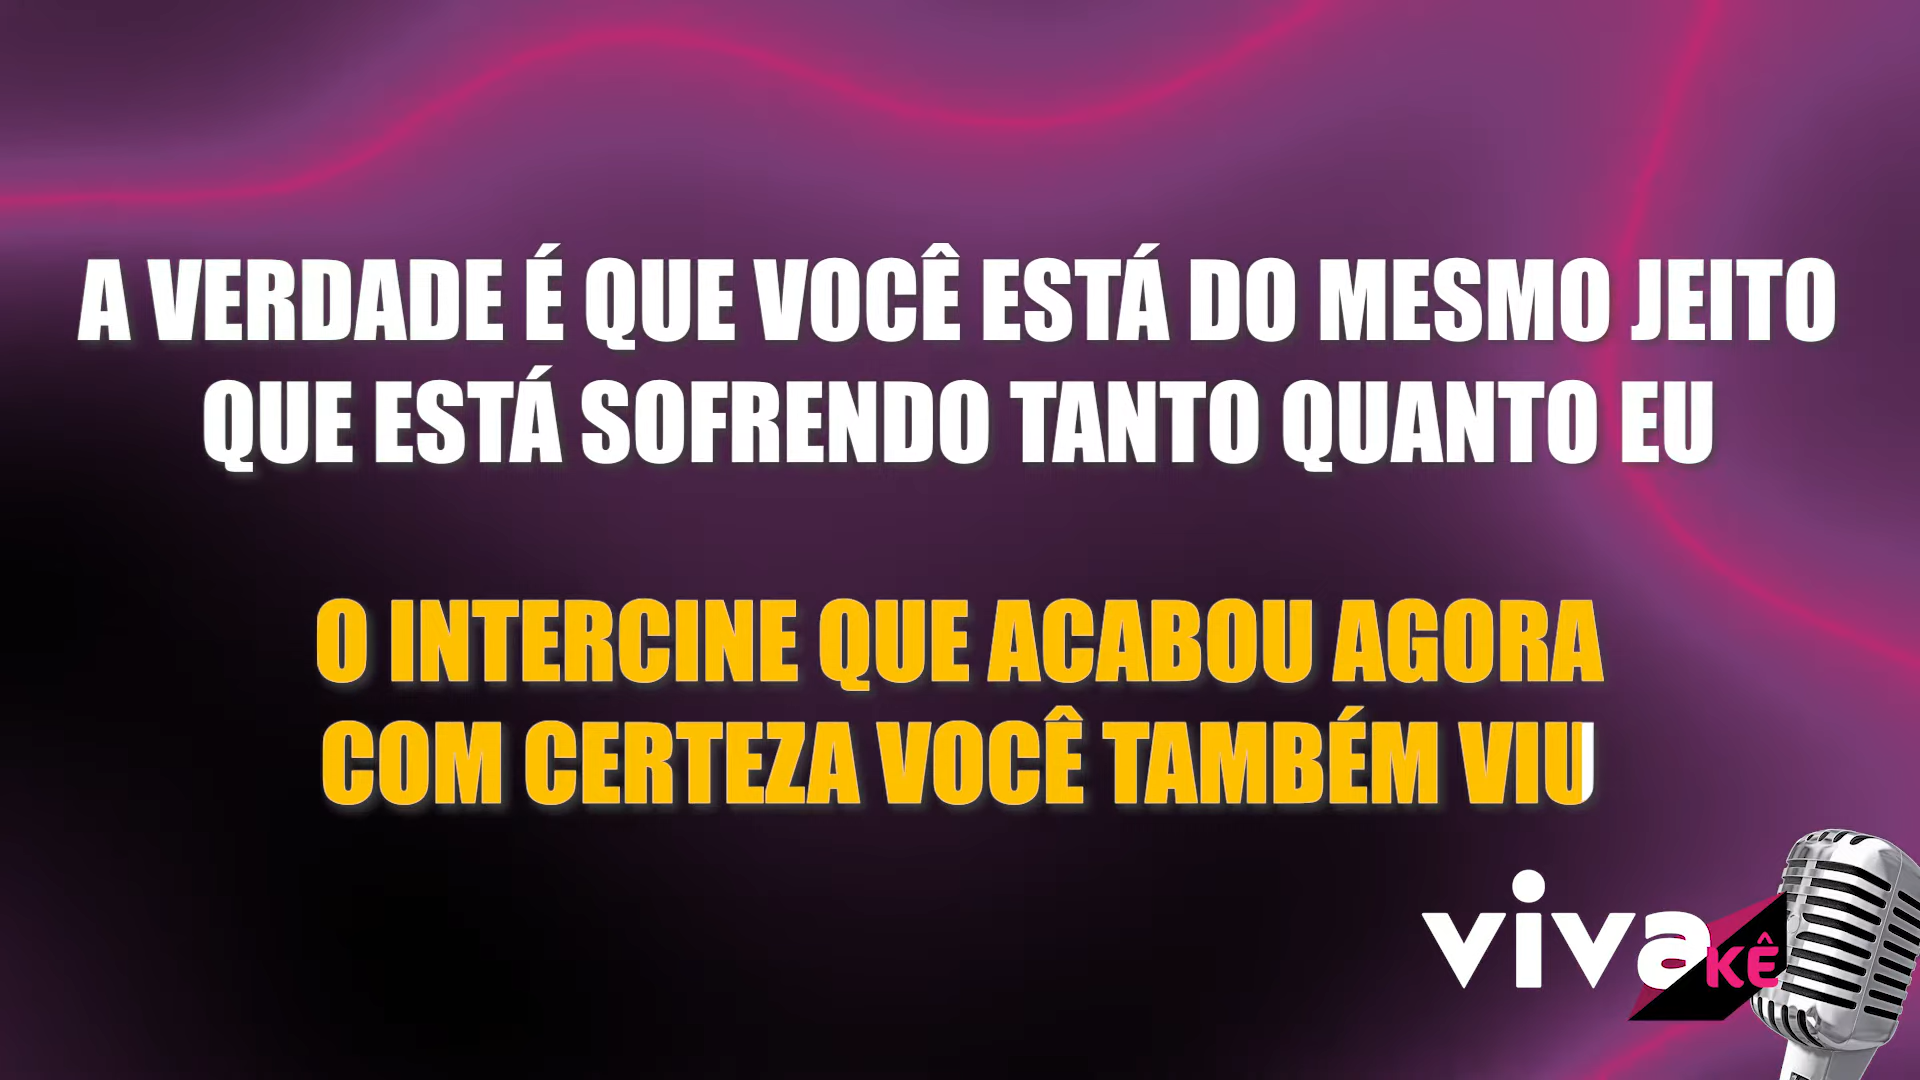 A VERDADE É QUE VOCÊ ESTÁ DO MESMO JEITO
QUE ESTÁ SOFRENDO TANTO QUANTO EU
O INTERCINE QUE ACABOU AGORA
COM CERTEZA VOCÊ TAMBÉM VIU
viva
KÊ